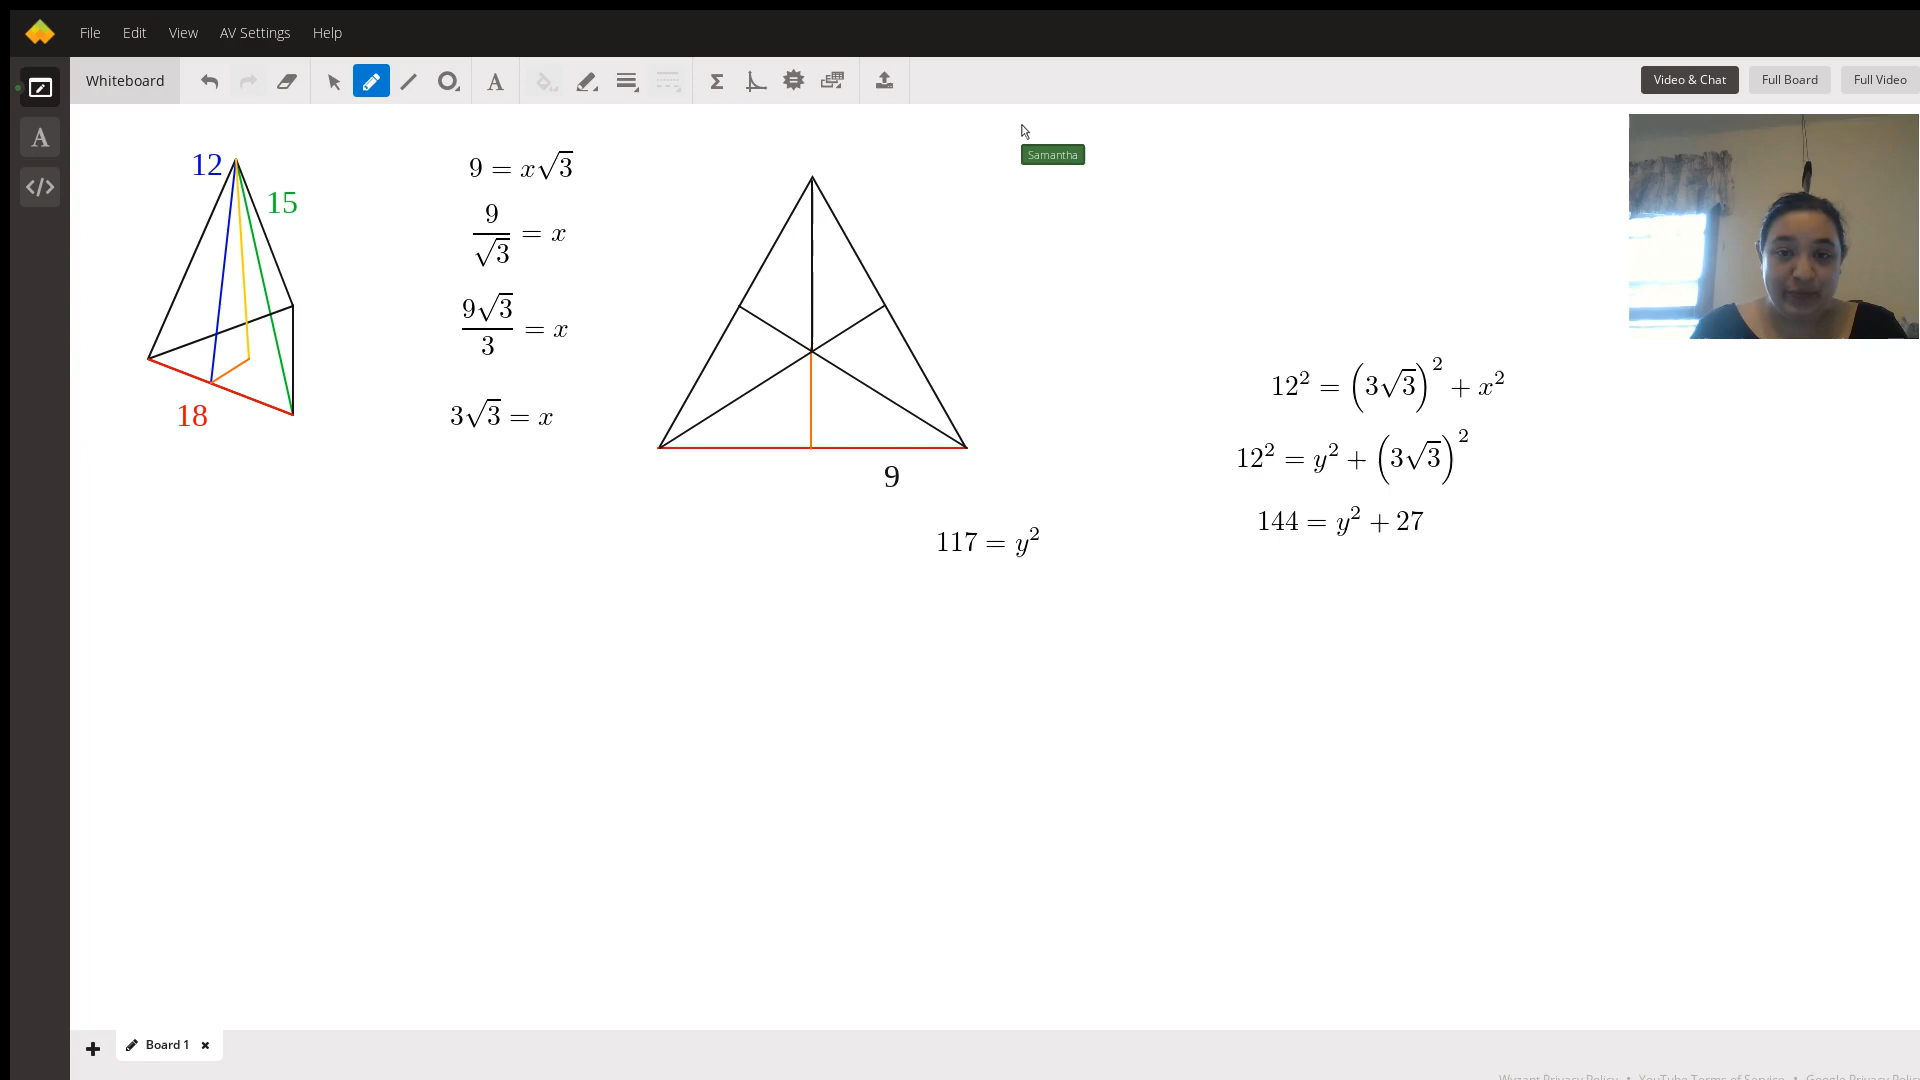 File Edit View AV Settings Help
Whiteboard
A Σ
Video & Chat Full Board Full Video
A
</>
Samantha
12
15
18
9 = x√3
9/√3 = x
9√3/3 = x
3√3 = x
9
117 = y²
12² = (3√3)² + x²
12² = y² + (3√3)²
144 = y² + 27
Board 1